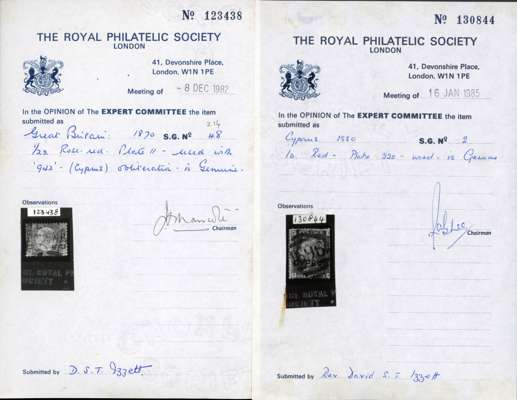 Nº 123438
THE ROYAL PHILATELIC SOCIETY
LONDON
41, Devonshire Place,
London, W1N 1PE
Meeting of - 8 DEC 1982
In the OPINION of The EXPERT COMMITTEE the item
submitted as
Great Britain: 1870 S.G. Nº 48
½d Rose-red - Plate 11 - used with
'982' (Cyprus) obliteration - is Genuine.
Observations
123438
Chairman
Submitted by D. S. T. Izzett.
Nº 130844
THE ROYAL PHILATELIC SOCIETY
LONDON
41, Devonshire Place,
London, W1N 1PE
Meeting of 16 JAN 1985
In the OPINION of The EXPERT COMMITTEE the item
submitted as
Cyprus 1880 S.G. Nº 2
1d. Red - Plate - used - is Genuine
Observations
130844
Chairman
Submitted by Rev David S. T. Izzett